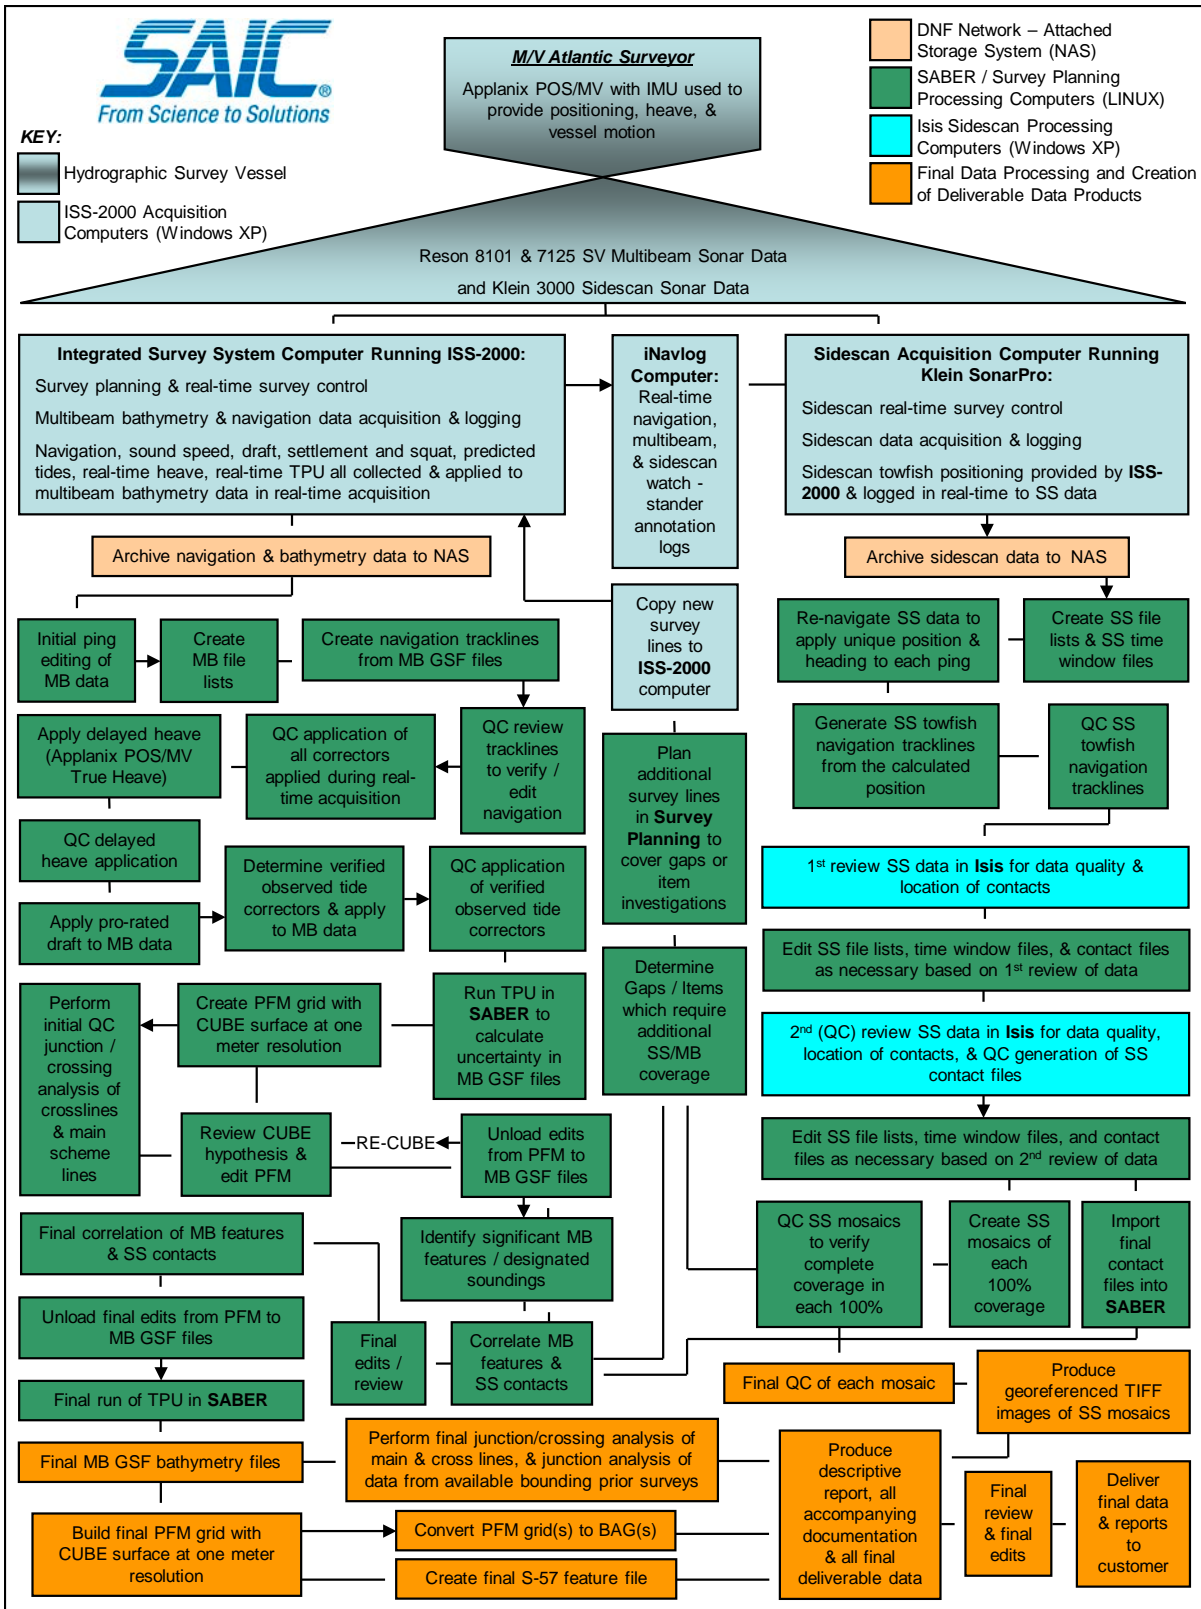 SAIC®
From Science to Solutions
KEY:
Hydrographic Survey Vessel
ISS-2000 Acquisition
Computers (Windows XP)
M/V Atlantic Surveyor
Applanix POS/MV with IMU used to
provide positioning, heave, &
vessel motion
DNF Network – Attached
Storage System (NAS)
SABER / Survey Planning
Processing Computers (LINUX)
Isis Sidescan Processing
Computers (Windows XP)
Final Data Processing and Creation
of Deliverable Data Products
Reson 8101 & 7125 SV Multibeam Sonar Data
and Klein 3000 Sidescan Sonar Data
Integrated Survey System Computer Running ISS-2000:
Survey planning & real-time survey control
Multibeam bathymetry & navigation data acquisition & logging
Navigation, sound speed, draft, settlement and squat, predicted
tides, real-time heave, real-time TPU all collected & applied to
multibeam bathymetry data in real-time acquisition
iNavlog
Computer:
Real-time
navigation,
multibeam,
& sidescan
watch -
stander
annotation
logs
Sidescan Acquisition Computer Running
Klein SonarPro:
Sidescan real-time survey control
Sidescan data acquisition & logging
Sidescan towfish positioning provided by ISS-
2000 & logged in real-time to SS data
Archive navigation & bathymetry data to NAS
Archive sidescan data to NAS
Initial ping
editing of
MB data
Create
MB file
lists
Create navigation tracklines
from MB GSF files
Copy new
survey
lines to
ISS-2000
computer
Re-navigate SS data to
apply unique position &
heading to each ping
Create SS file
lists & SS time
window files
Apply delayed heave
(Applanix POS/MV
True Heave)
QC application of
all correctors
applied during real-
time acquisition
QC review
tracklines
to verify /
edit
navigation
Plan
additional
survey lines
in Survey
Planning to
cover gaps or
item
investigations
Generate SS towfish
navigation tracklines
from the calculated
position
QC SS
towfish
navigation
tracklines
QC delayed
heave application
Apply pro-rated
draft to MB data
Determine verified
observed tide
correctors & apply
to MB data
QC application
of verified
observed tide
correctors
1st review SS data in Isis for data quality &
location of contacts
Edit SS file lists, time window files, & contact files
as necessary based on 1st review of data
Perform
initial QC
junction /
crossing
analysis of
crosslines
& main
scheme
lines
Create PFM grid with
CUBE surface at one
meter resolution
Run TPU in
SABER to
calculate
uncertainty in
MB GSF files
Determine
Gaps / Items
which require
additional
SS/MB
coverage
2nd (QC) review SS data in Isis for data quality,
location of contacts, & QC generation of SS
contact files
Review CUBE
hypothesis &
edit PFM
RE-CUBE
Unload edits
from PFM to
MB GSF files
Edit SS file lists, time window files, and contact
files as necessary based on 2nd review of data
Final correlation of MB features
& SS contacts
Identify significant MB
features / designated
soundings
QC SS mosaics
to verify
complete
coverage in
each 100%
Create SS
mosaics of
each
100%
coverage
Import
final
contact
files into
SABER
Unload final edits from PFM to
MB GSF files
Final
edits /
review
Correlate MB
features &
SS contacts
Final run of TPU in SABER
Final QC of each mosaic
Produce
georeferenced TIFF
images of SS mosaics
Final MB GSF bathymetry files
Perform final junction/crossing analysis of
main & cross lines, & junction analysis of
data from available bounding prior surveys
Produce
descriptive
report, all
accompanying
documentation
& all final
deliverable data
Final
review
& final
edits
Deliver
final data
& reports
to
customer
Build final PFM grid with
CUBE surface at one meter
resolution
Convert PFM grid(s) to BAG(s)
Create final S-57 feature file